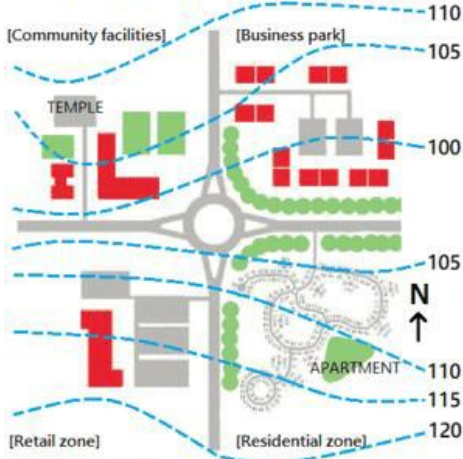 110
[Community facilities]
[Business park]
105
TEMPLE
100
105
N
110
APARTMENT
115
120
[Retail zone]
[Residential zone]